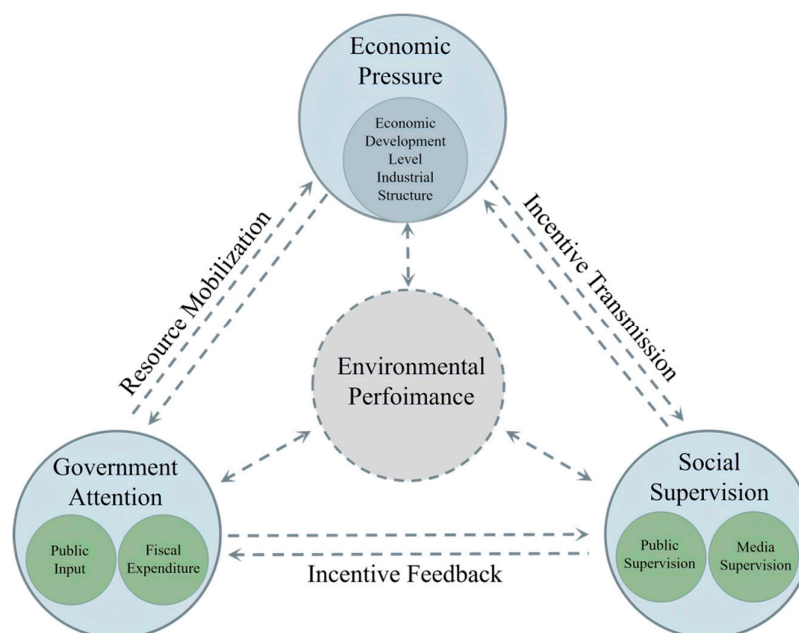 Economic
Pressure
Economic
Development
Level
Industrial
Structure
Resource Mobilization
Incentive Transmission
Environmental
Perfoimance
Government
Attention
Public
Input
Fiscal
Expenditure
Social
Supervision
Public
Supervision
Media
Supervision
Incentive Feedback